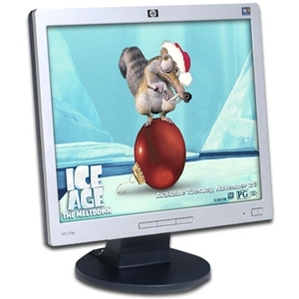 hp
ICE
AGE
THE MELTDOWN
Available Tuesday, November 21
PG